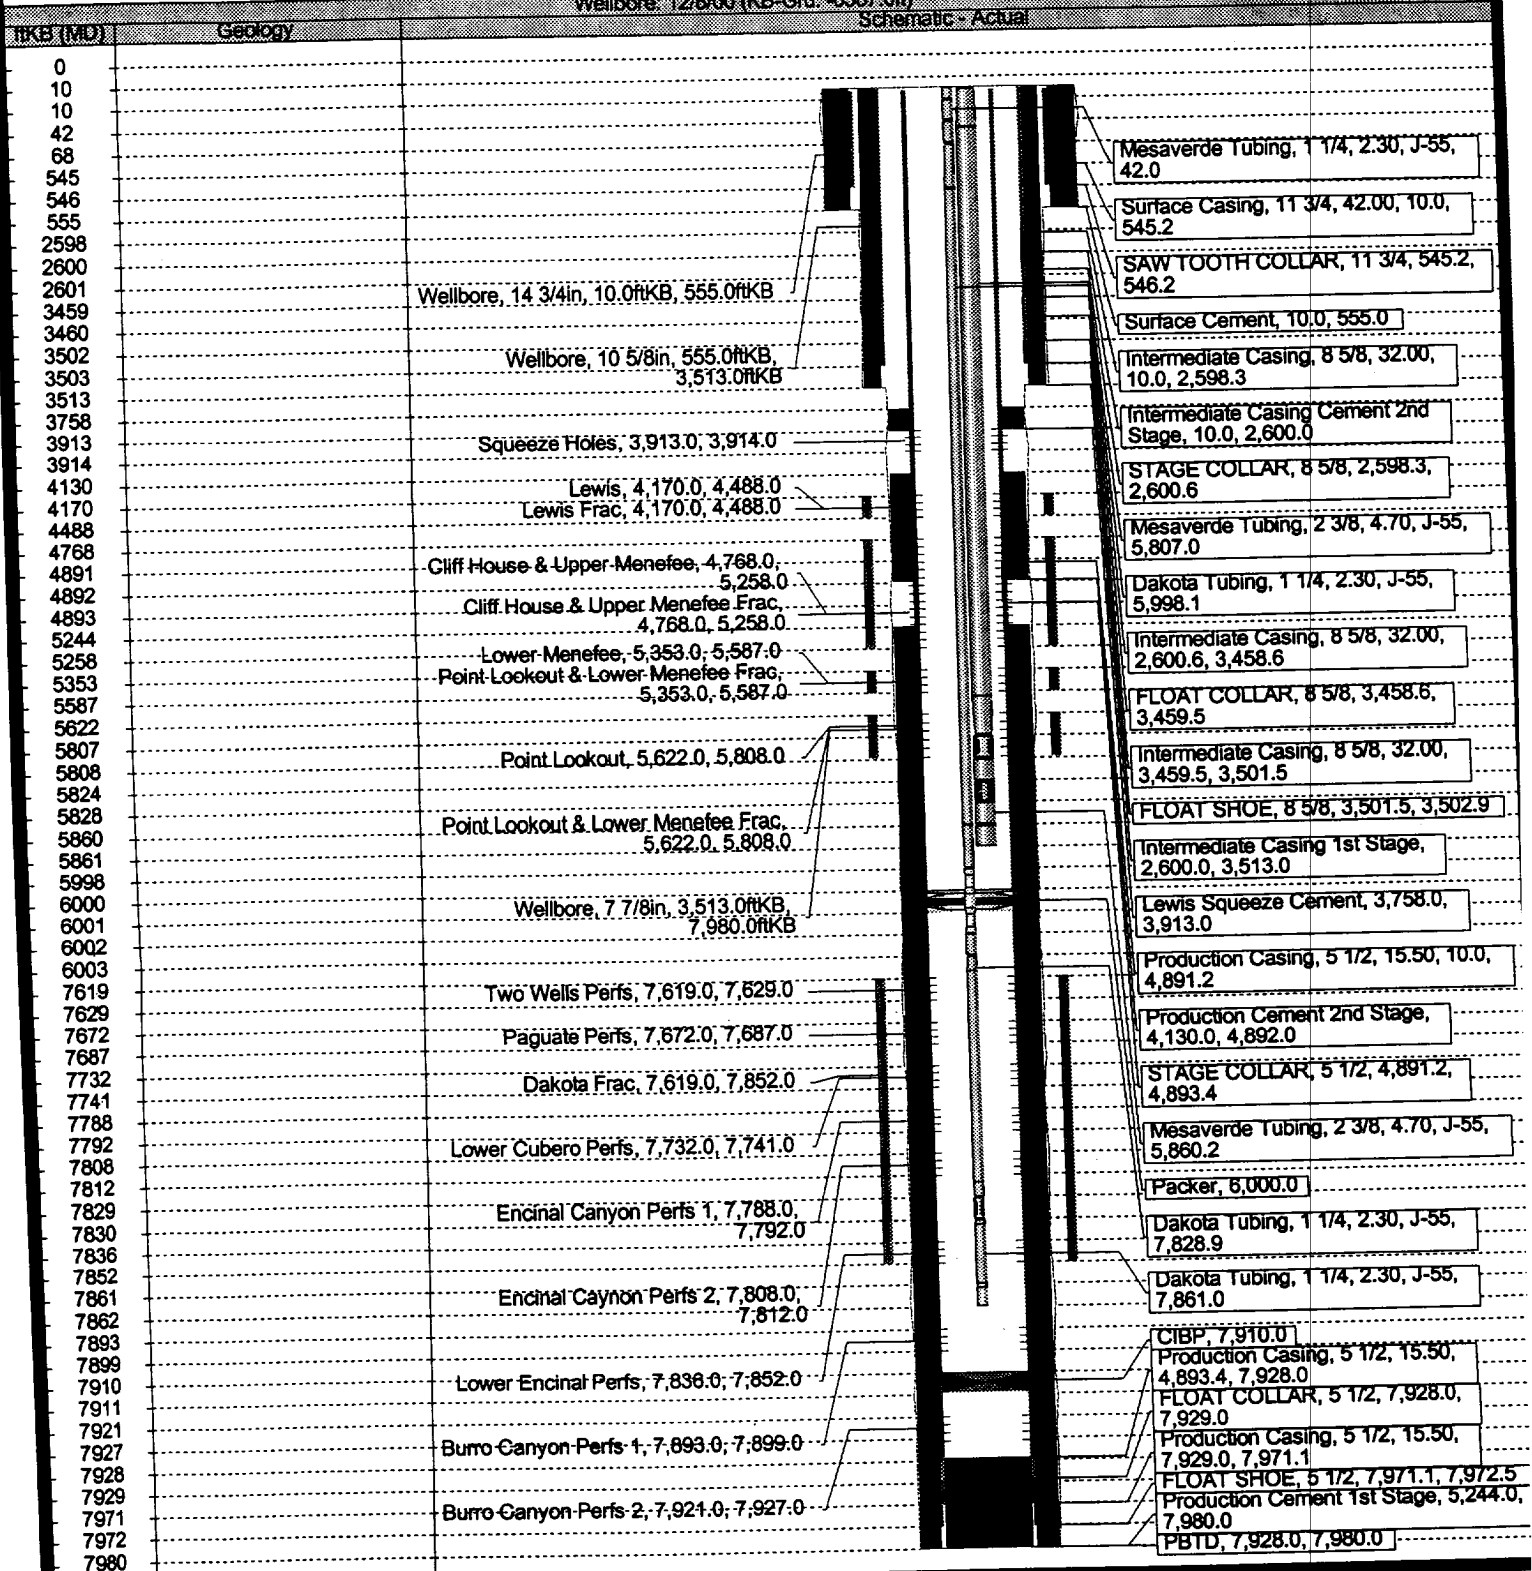 Schematic - Actual
ftKB (MD)
Geology
0
10
10
42
68
545
546
555
2598
2600
2601
3459
3460
3502
3503
3513
3758
3913
3914
4130
4170
4488
4768
4891
4892
4893
5244
5258
5353
5587
5622
5807
5808
5824
5828
5860
5861
5998
6000
6001
6002
6003
7619
7629
7672
7687
7732
7741
7788
7792
7808
7812
7829
7830
7836
7852
7861
7862
7893
7899
7910
7911
7921
7927
7928
7929
7971
7972
7980
Wellbore, 14 3/4in, 10.0ftKB, 555.0ftKB
Wellbore, 10 5/8in, 555.0ftKB,
3,513.0ftKB
Squeeze Holes, 3,913.0, 3,914.0
Lewis, 4,170.0, 4,488.0
Lewis Frac, 4,170.0, 4,488.0
Cliff House & Upper Menefee, 4,768.0,
5,258.0
Cliff House & Upper Menefee Frac,
4,768.0, 5,258.0
Lower Menefee, 5,353.0, 5,587.0
Point Lookout & Lower Menefee Frac,
5,353.0, 5,587.0
Point Lookout, 5,622.0, 5,808.0
Point Lookout & Lower Menefee Frac,
5,622.0, 5,808.0
Wellbore, 7 7/8in, 3,513.0ftKB,
7,980.0ftKB
Two Wells Perfs, 7,619.0, 7,629.0
Paguate Perfs, 7,672.0, 7,687.0
Dakota Frac, 7,619.0, 7,852.0
Lower Cubero Perfs, 7,732.0, 7,741.0
Encinal Canyon Perfs 1, 7,788.0,
7,792.0
Encinal Caynon Perfs 2, 7,808.0,
7,812.0
Lower Encinal Perfs, 7,836.0, 7,852.0
Burro Canyon Perfs 1, 7,893.0, 7,899.0
Burro Canyon Perfs 2, 7,921.0, 7,927.0
Mesaverde Tubing, 1 1/4, 2.30, J-55,
42.0
Surface Casing, 11 3/4, 42.00, 10.0,
545.2
SAW TOOTH COLLAR, 11 3/4, 545.2,
546.2
Surface Cement, 10.0, 555.0
Intermediate Casing, 8 5/8, 32.00,
10.0, 2,598.3
Intermediate Casing Cement 2nd
Stage, 10.0, 2,600.0
STAGE COLLAR, 8 5/8, 2,598.3,
2,600.6
Mesaverde Tubing, 2 3/8, 4.70, J-55,
5,807.0
Dakota Tubing, 1 1/4, 2.30, J-55,
5,998.1
Intermediate Casing, 8 5/8, 32.00,
2,600.6, 3,458.6
FLOAT COLLAR, 8 5/8, 3,458.6,
3,459.5
Intermediate Casing, 8 5/8, 32.00,
3,459.5, 3,501.5
FLOAT SHOE, 8 5/8, 3,501.5, 3,502.9
Intermediate Casing 1st Stage,
2,600.0, 3,513.0
Lewis Squeeze Cement, 3,758.0,
3,913.0
Production Casing, 5 1/2, 15.50, 10.0,
4,891.2
Production Cement 2nd Stage,
4,130.0, 4,892.0
STAGE COLLAR, 5 1/2, 4,891.2,
4,893.4
Mesaverde Tubing, 2 3/8, 4.70, J-55,
5,860.2
Packer, 6,000.0
Dakota Tubing, 1 1/4, 2.30, J-55,
7,828.9
Dakota Tubing, 1 1/4, 2.30, J-55,
7,861.0
CIBP, 7,910.0
Production Casing, 5 1/2, 15.50,
4,893.4, 7,928.0
FLOAT COLLAR, 5 1/2, 7,928.0,
7,929.0
Production Casing, 5 1/2, 15.50,
7,929.0, 7,971.1
FLOAT SHOE, 5 1/2, 7,971.1, 7,972.5
Production Cement 1st Stage, 5,244.0,
7,980.0
PBTD, 7,928.0, 7,980.0